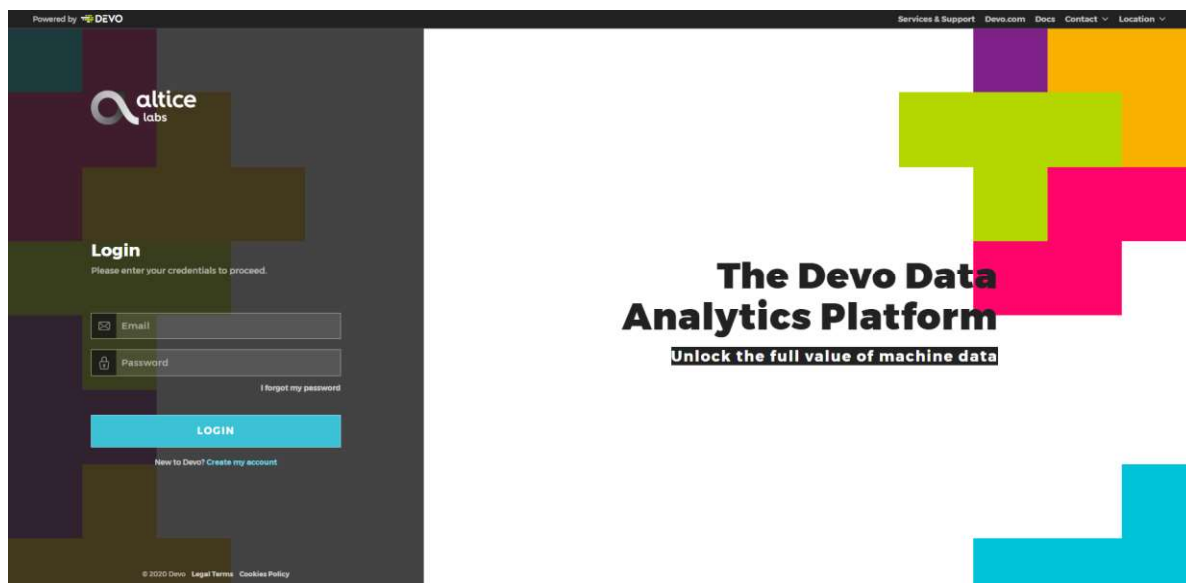 Powered by DEVO
Services & Support Devo.com Docs Contact Location
altice
labs
Login
Please enter your credentials to proceed.
Email
Password
I forgot my password
LOGIN
New to Devo? Create my account
© 2020 Devo Legal Terms Cookies Policy
The Devo Data
Analytics Platform
Unlock the full value of machine data